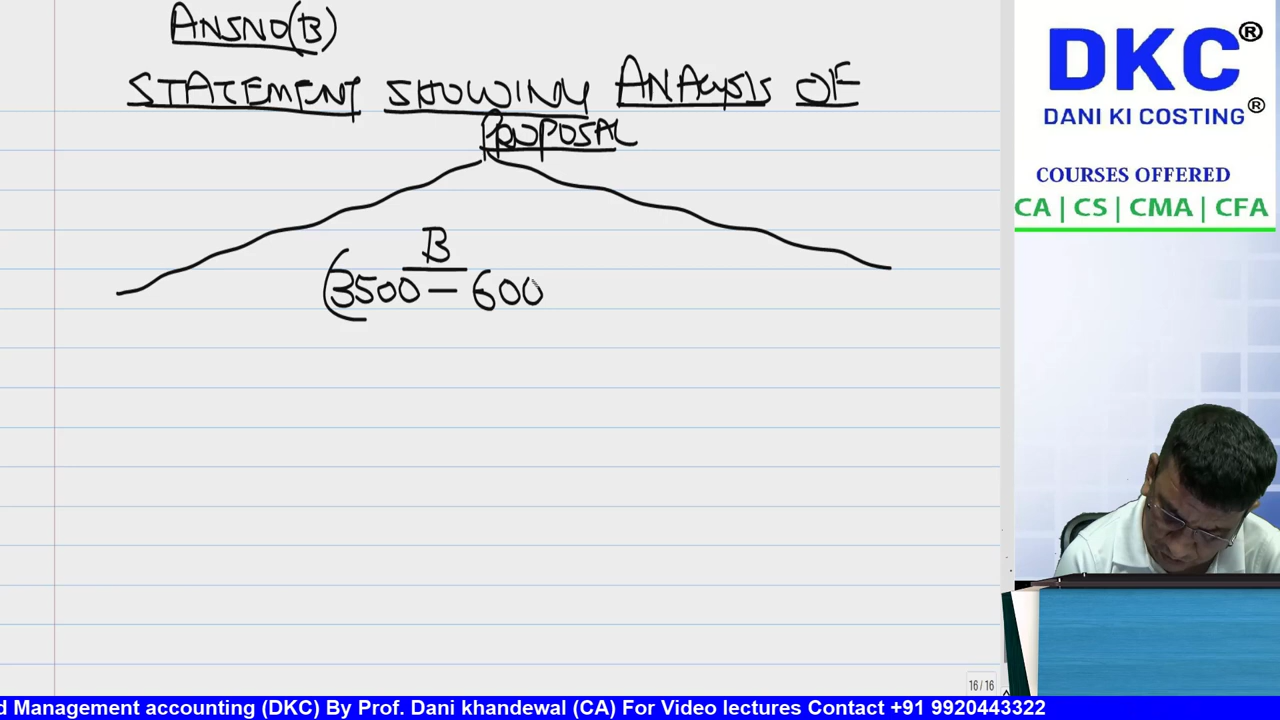 ANSNO(B)
STATEMENT SHOWING ANALYSIS OF
PROPOSAL
B
(3500 - 600
DKC®
DANI KI COSTING®
COURSES OFFERED
CA | CS | CMA | CFA
16/16
d Management accounting (DKC) By Prof. Dani khandewal (CA) For Video lectures Contact +91 9920443322